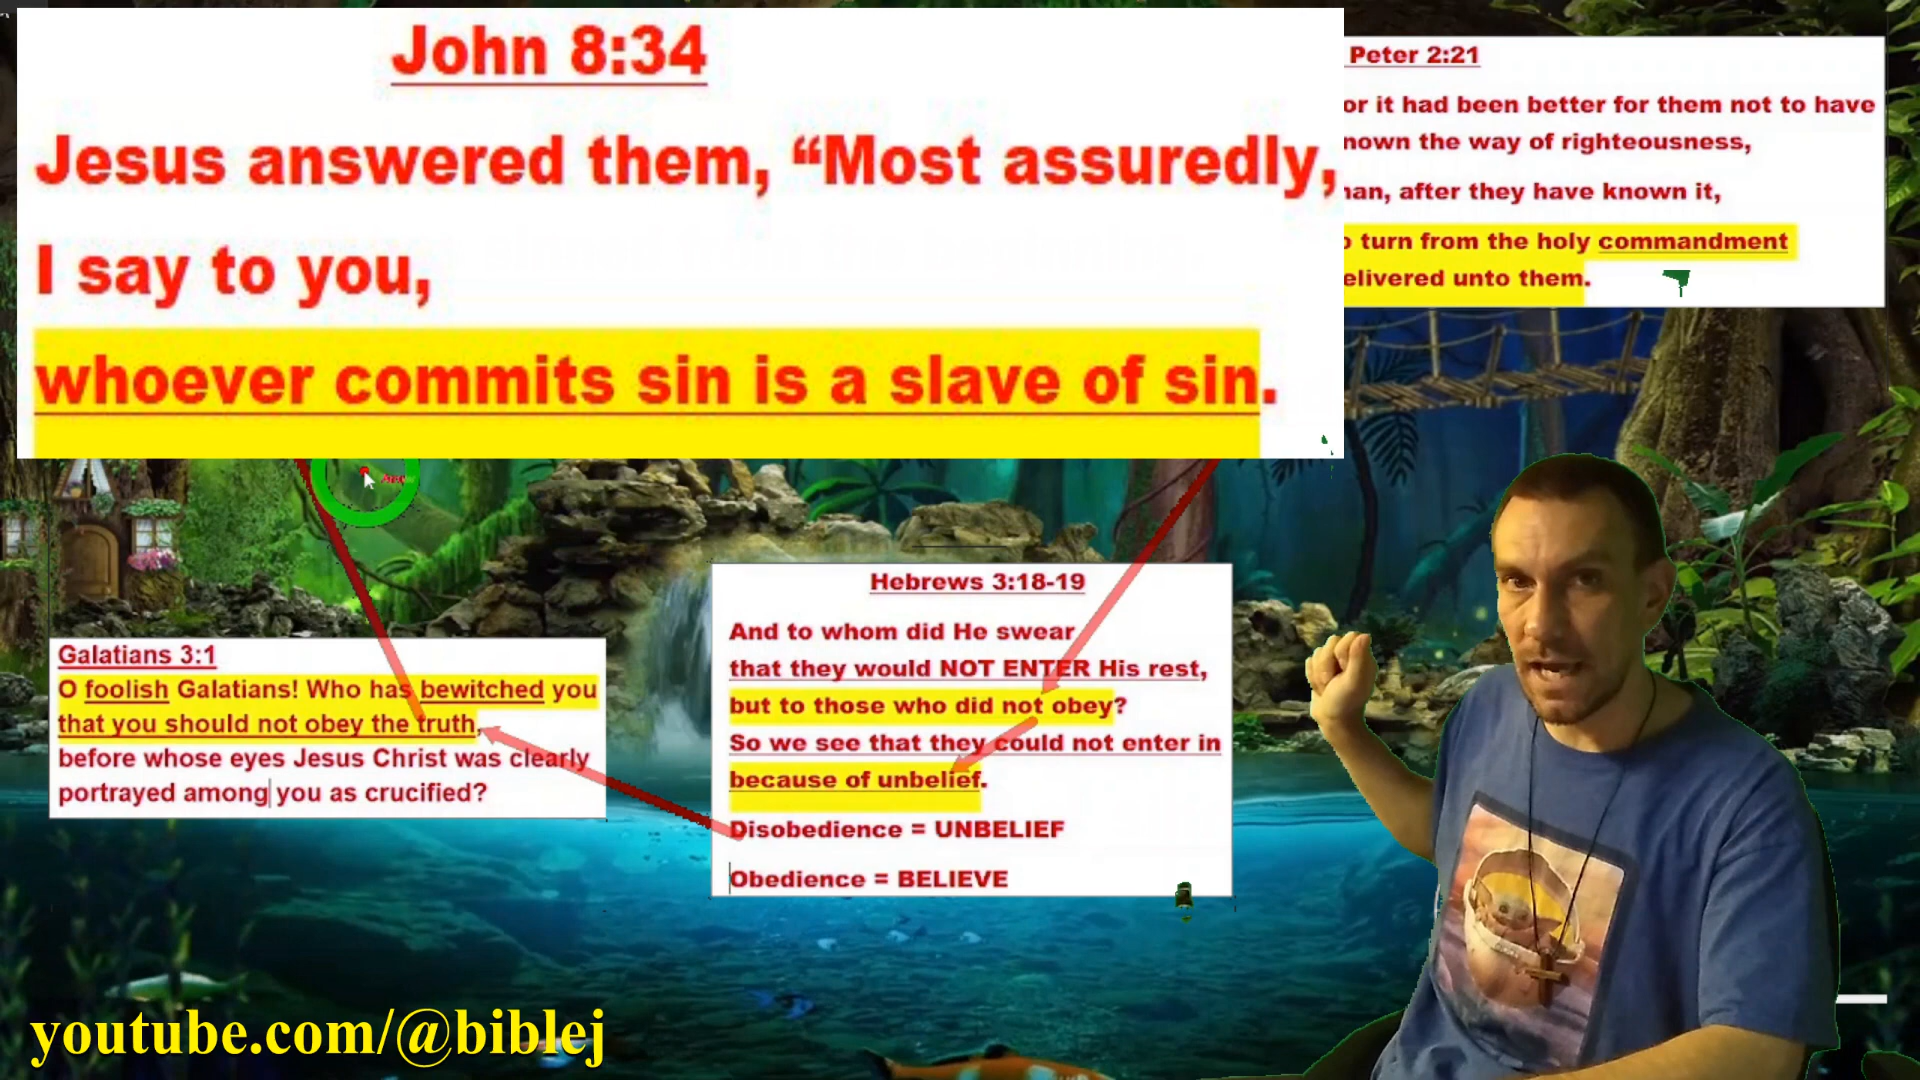 John 8:34
Jesus answered them, “Most assuredly,
I say to you,
whoever commits sin is a slave of sin.
Peter 2:21
or it had been better for them not to have
nown the way of righteousness,
han, after they have known it,
o turn from the holy commandment
elivered unto them.
Galatians 3:1
O foolish Galatians! Who has bewitched you
that you should not obey the truth,
before whose eyes Jesus Christ was clearly
portrayed among you as crucified?
Hebrews 3:18-19
And to whom did He swear
that they would NOT ENTER His rest,
but to those who did not obey?
So we see that they could not enter in
because of unbelief.
Disobedience = UNBELIEF
Obedience = BELIEVE
youtube.com/@biblej